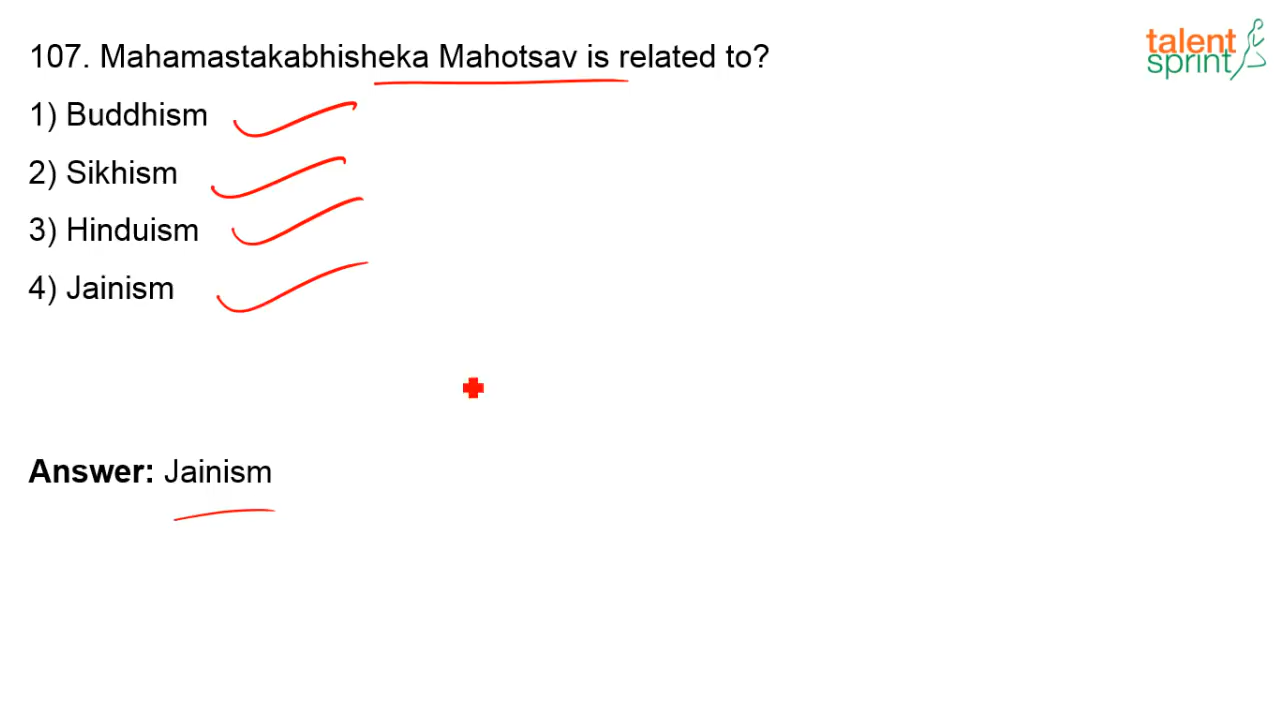 107. Mahamastakabhisheka Mahotsav is related to?
talent
sprint
1) Buddhism
2) Sikhism
3) Hinduism
4) Jainism
Answer: Jainism